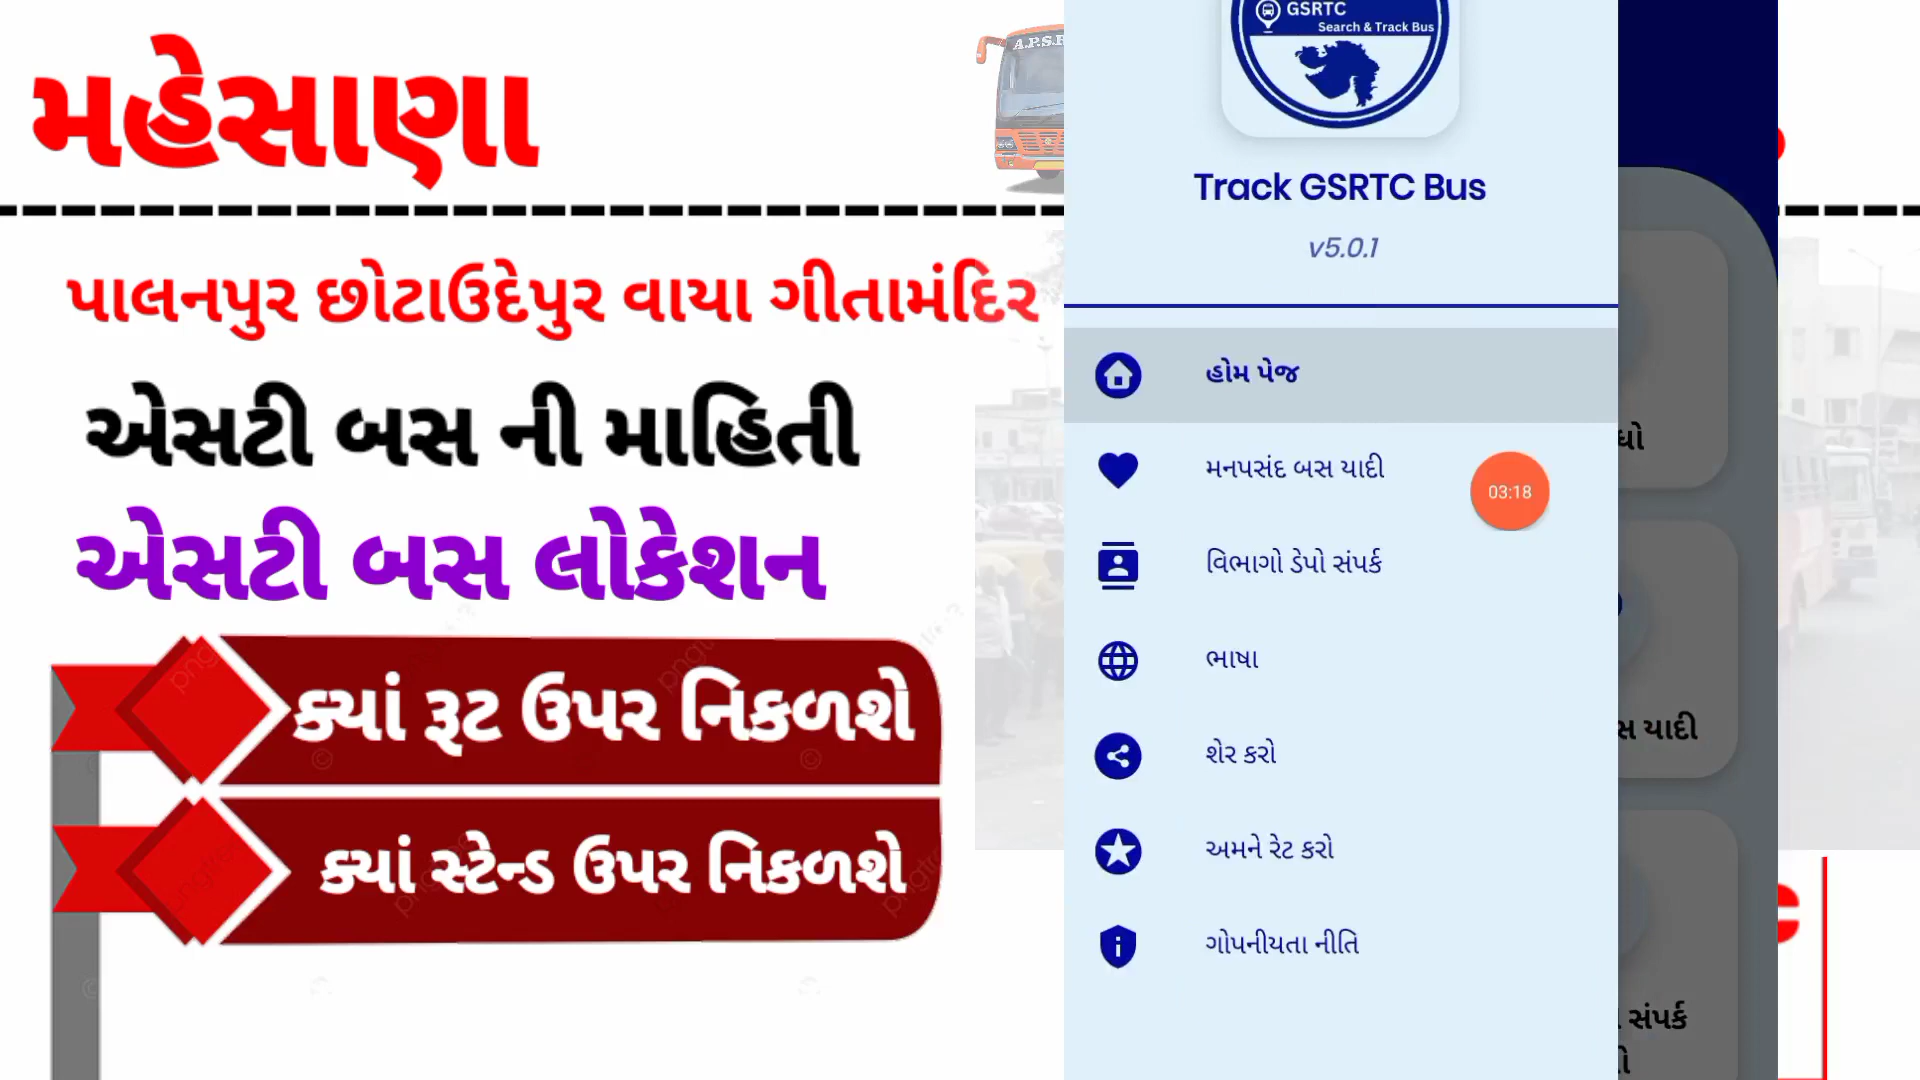 મહેસાણા
A.P.S.R
પાલનપુર છોટાઉદેપુર વાયા ગીતામંદિર
એસટી બસ ની માહિતી
એસટી બસ લોકેશન
ક્યાં રૂટ ઉપર નિકળશે
ક્યાં સ્ટેન્ડ ઉપર નિકળશે
GSRTC
Search & Track Bus
Track GSRTC Bus
v5.0.1
હોમ પેજ
મનપસંદ બસ યાદી
03:18
વિભાગો ડેપો સંપર્ક
ભાષા
શેર કરો
અમને રેટ કરો
ગોપનીયતા નીતિ
યાદી
સંપર્ક